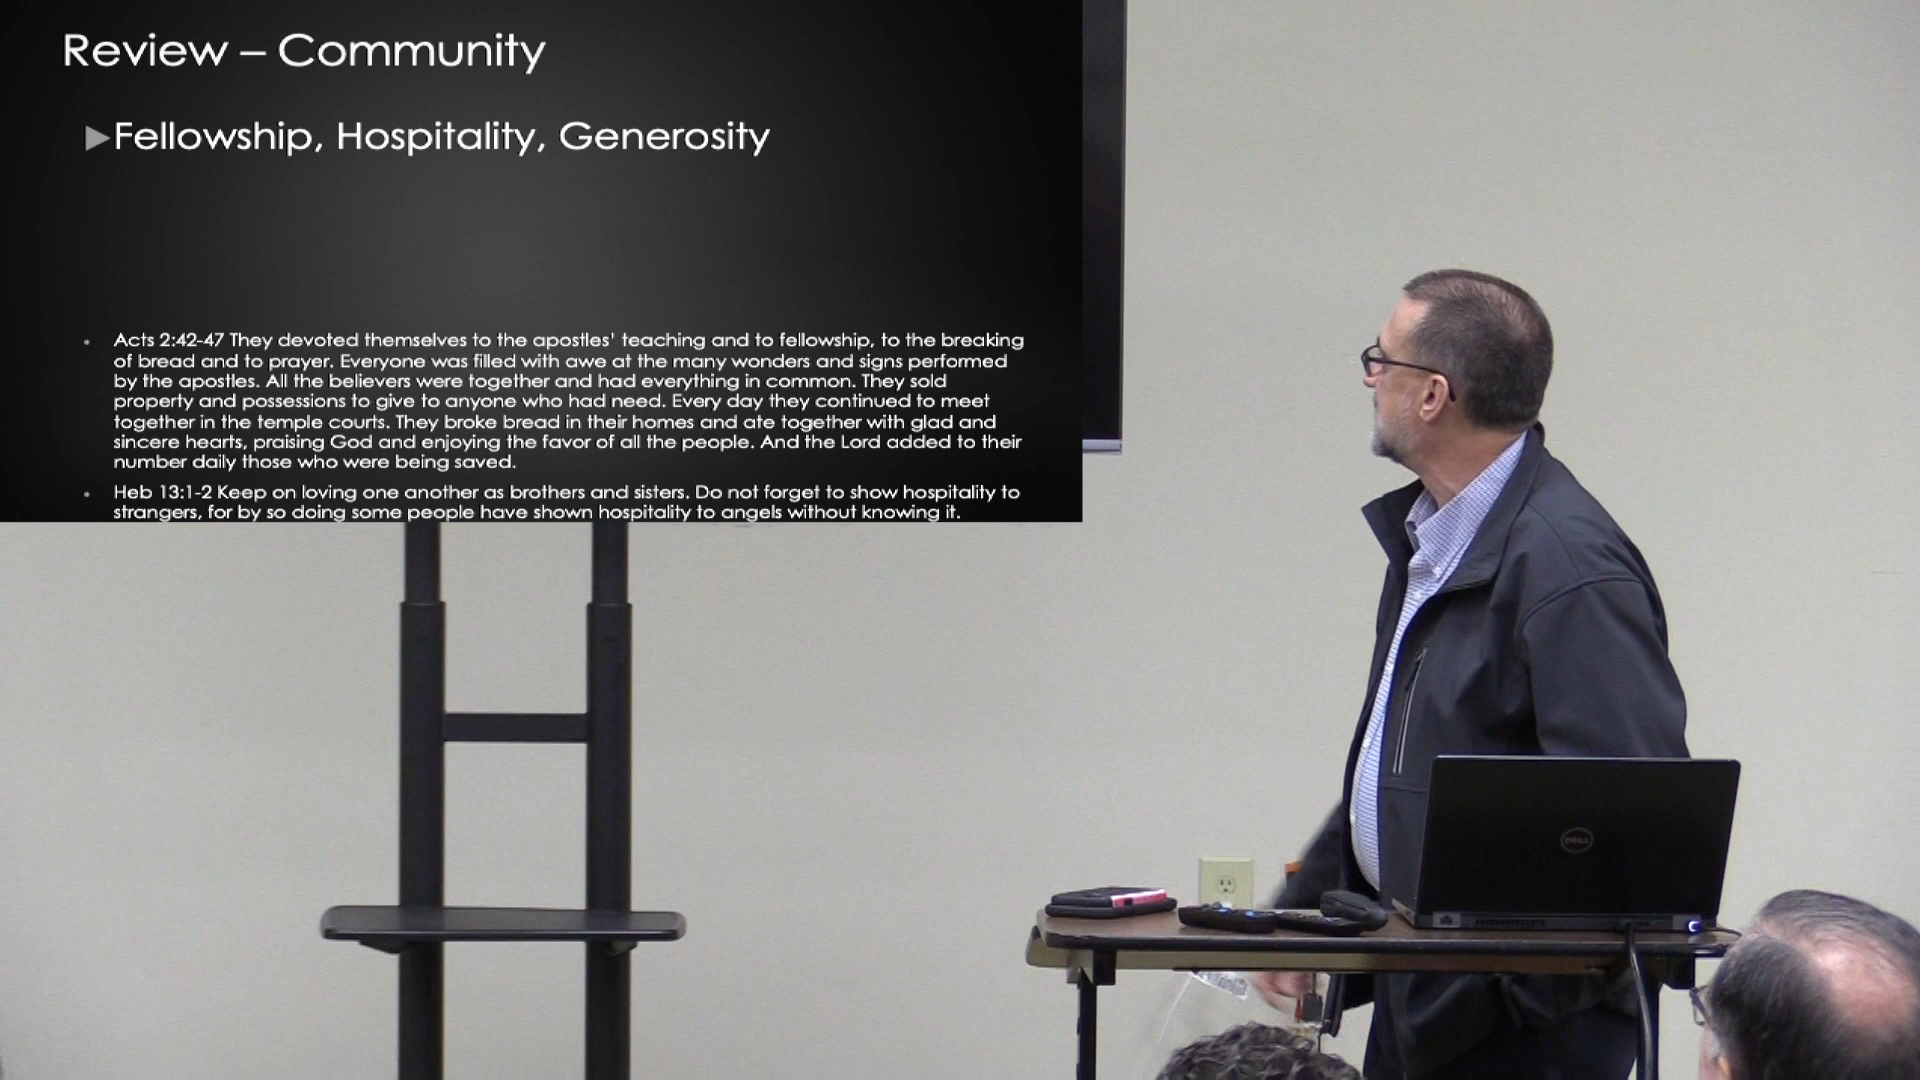 Review – Community
Fellowship, Hospitality, Generosity
Acts 2:42-47 They devoted themselves to the apostles' teaching and to fellowship, to the breaking
of bread and to prayer. Everyone was filled with awe at the many wonders and signs performed
by the apostles. All the believers were together and had everything in common. They sold
property and possessions to give to anyone who had need. Every day they continued to meet
together in the temple courts. They broke bread in their homes and ate together with glad and
sincere hearts, praising God and enjoying the favor of all the people. And the Lord added to their
number daily those who were being saved.
Heb 13:1-2 Keep on loving one another as brothers and sisters. Do not forget to show hospitality to
strangers, for by so doing some people have shown hospitality to angels without knowing it.
DELL